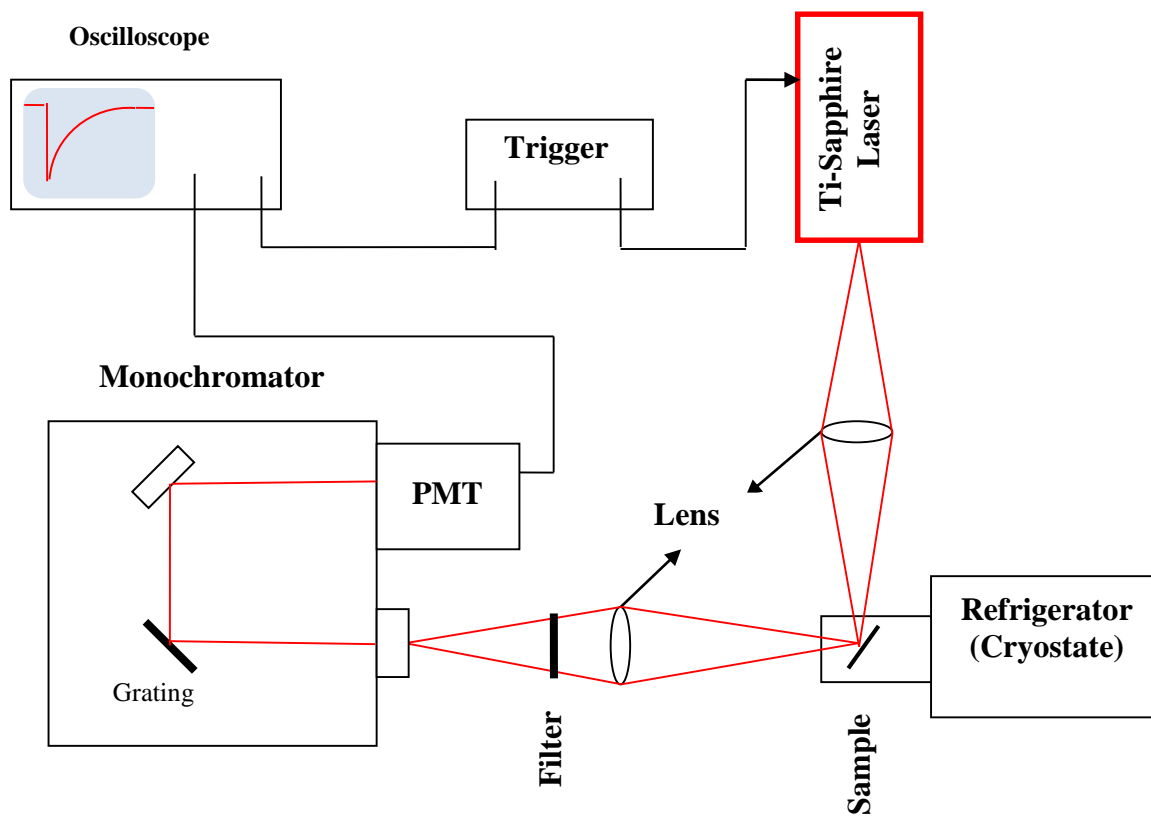 Oscilloscope
Trigger
Ti-Sapphire
Laser
Monochromator
PMT
Lens
Refrigerator
(Cryostate)
Grating
Filter
Sample